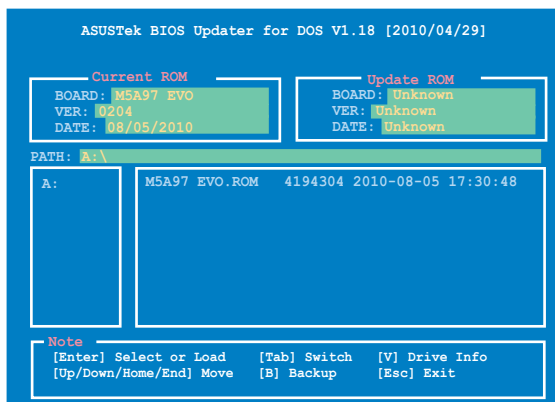 ASUSTek BIOS Updater for DOS V1.18 [2010/04/29]
Current ROM
BOARD: M5A97 EVO
VER: 0204
DATE: 08/05/2010
Update ROM
BOARD: Unknown
VER: Unknown
DATE: Unknown
PATH: A:\
A:
M5A97 EVO.ROM 4194304 2010-08-05 17:30:48
Note
[Enter] Select or Load [Tab] Switch [V] Drive Info
[Up/Down/Home/End] Move [B] Backup [Esc] Exit